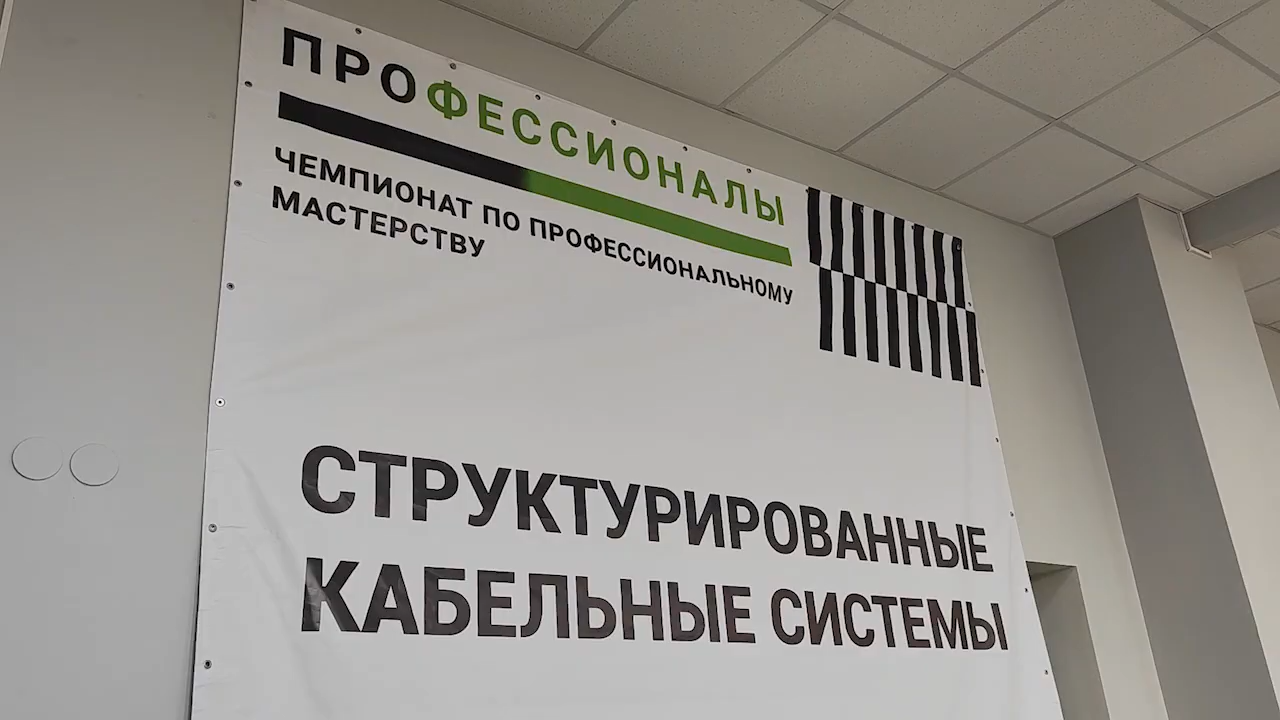 ПРОФЕССИОНАЛЫ
ЧЕМПИОНАТ ПО ПРОФЕССИОНАЛЬНОМУ
МАСТЕРСТВУ
СТРУКТУРИРОВАННЫЕ
КАБЕЛЬНЫЕ СИСТЕМЫ